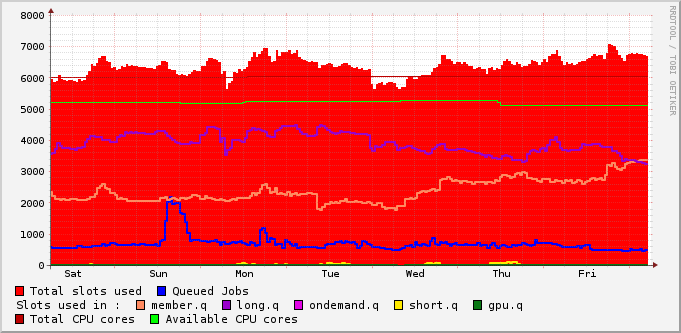 8000
7000
6000
5000
4000
3000
2000
1000
0
Sat Sun Mon Tue Wed Thu Fri
Total slots used Queued Jobs
Slots used in : member.q long.q ondemand.q short.q gpu.q
Total CPU cores Available CPU cores
RRDTOOL / TOBI OETIKER